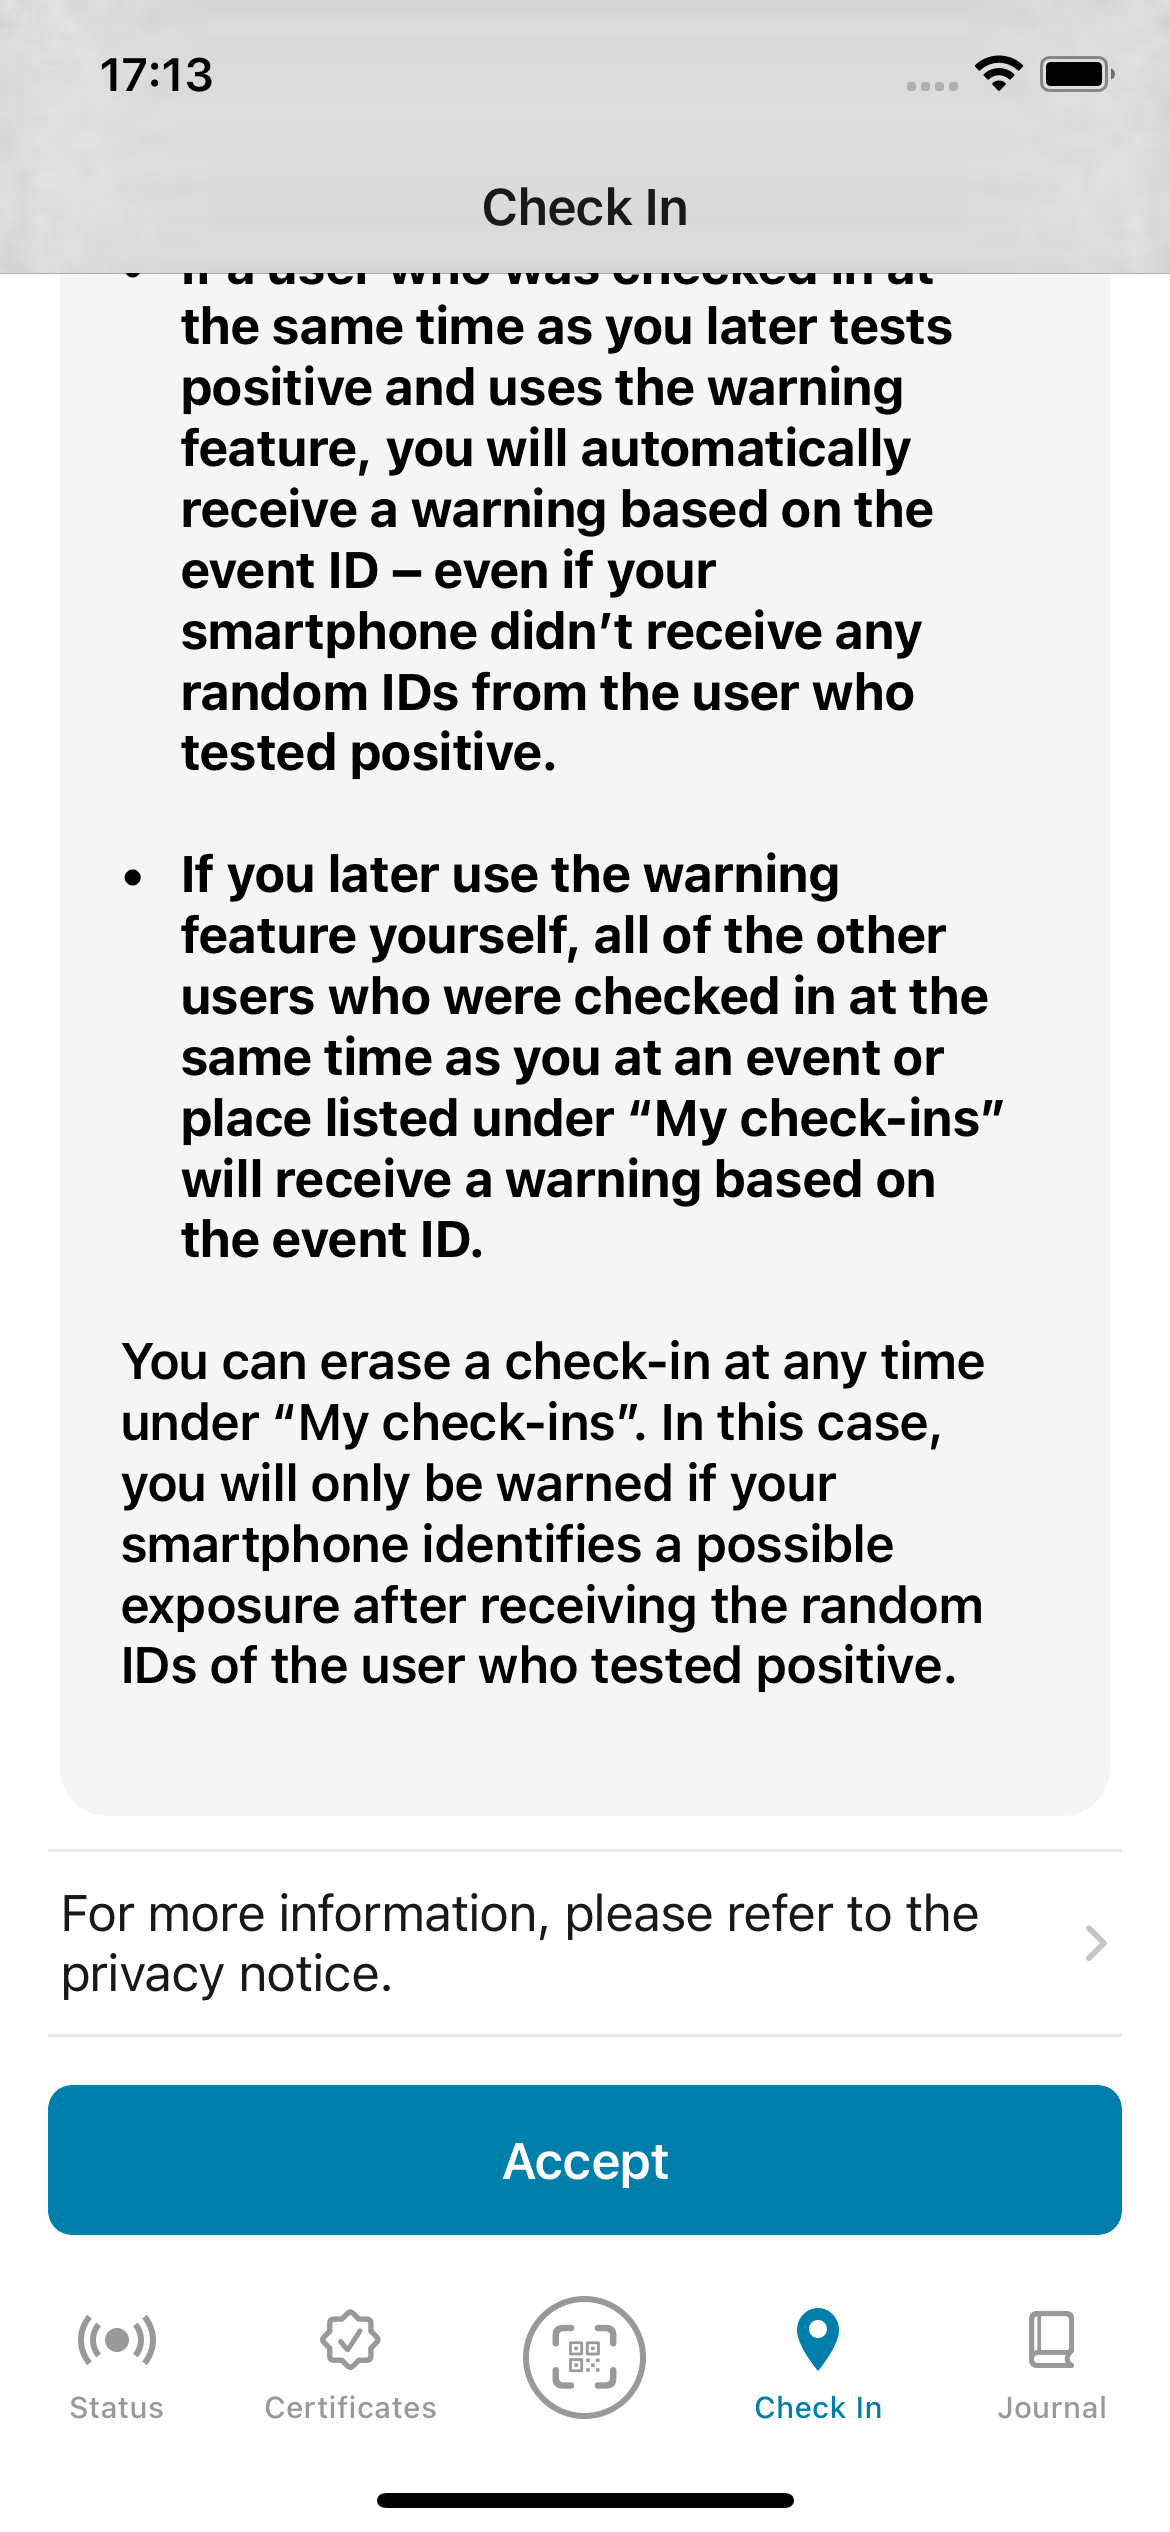 17:13
Check In
• If a user who was checked in at
the same time as you later tests
positive and uses the warning
feature, you will automatically
receive a warning based on the
event ID – even if your
smartphone didn’t receive any
random IDs from the user who
tested positive.
• If you later use the warning
feature yourself, all of the other
users who were checked in at the
same time as you at an event or
place listed under “My check-ins”
will receive a warning based on
the event ID.
You can erase a check-in at any time
under “My check-ins”. In this case,
you will only be warned if your
smartphone identifies a possible
exposure after receiving the random
IDs of the user who tested positive.
For more information, please refer to the
privacy notice.
Accept
Status
Certificates
Check In
Journal